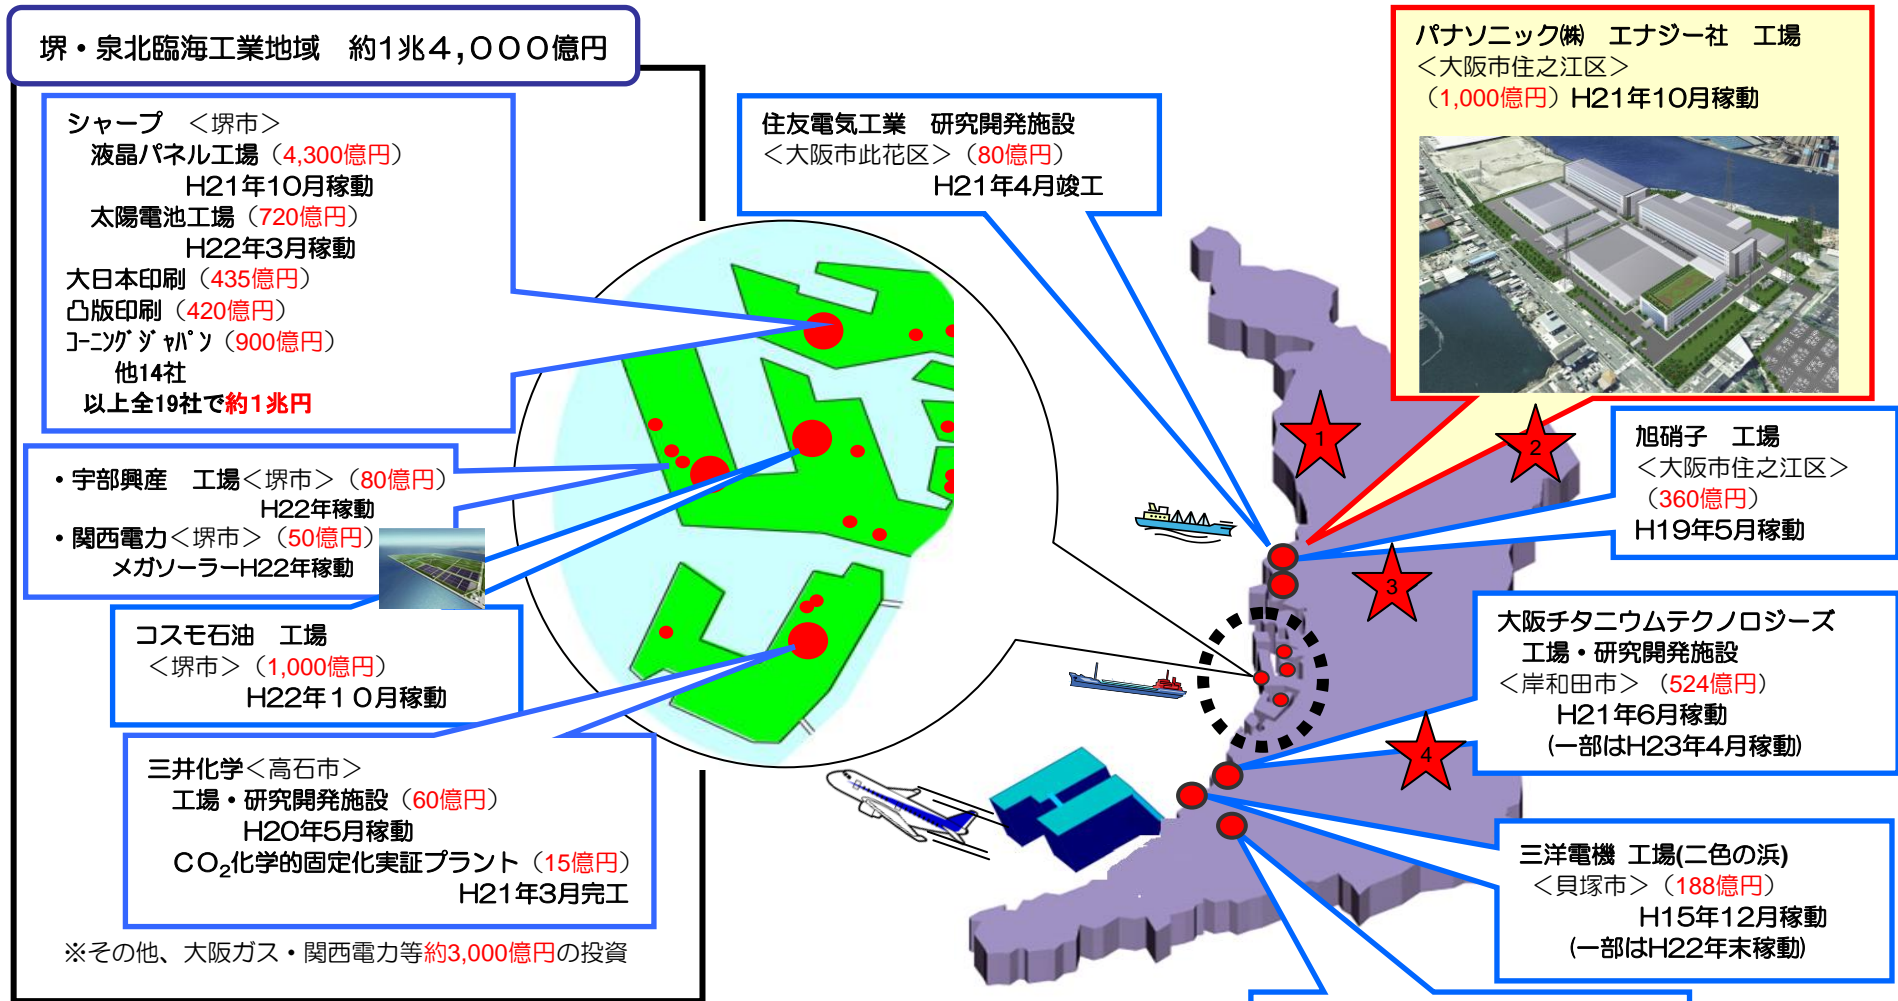 堺・泉北臨海工業地域　約1兆4,000億円
シャープ　＜堺市＞
液晶パネル工場（4,300億円）
H21年10月稼動
太陽電池工場（720億円）
H22年3月稼動
大日本印刷（435億円）
凸版印刷（420億円）
ｺｰﾆﾝｸﾞｼﾞｬﾊﾟﾝ（900億円）
他14社
以上全19社で約1兆円
・宇部興産　工場＜堺市＞（80億円）
H22年稼動
・関西電力＜堺市＞（50億円）
メガソーラーH22年稼動
コスモ石油　工場
＜堺市＞（1,000億円）
H22年10月稼動
三井化学＜高石市＞
工場・研究開発施設（60億円）
H20年5月稼動
CO₂化学的固定化実証プラント（15億円）
H21年3月完工
※その他、大阪ガス・関西電力等約3,000億円の投資
住友電気工業　研究開発施設
＜大阪市此花区＞（80億円）
H21年4月竣工
パナソニック㈱　エナジー社　工場
＜大阪市住之江区＞
（1,000億円）H21年10月稼動
1
2
3
4
旭硝子　工場
＜大阪市住之江区＞
（360億円）
H19年5月稼動
大阪チタニウムテクノロジーズ
工場・研究開発施設
＜岸和田市＞（524億円）
H21年6月稼動
(一部はH23年4月稼動)
三洋電機 工場(二色の浜)
＜貝塚市＞（188億円）
H15年12月稼動
(一部はH22年末稼動)